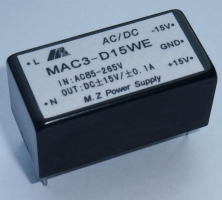 AC/DC -15V•
•L MAC3-D15WE GND•
IN:AC85-265V
•N OUT:DC±15V/±0.1A +15V•
M.Z Power Supply